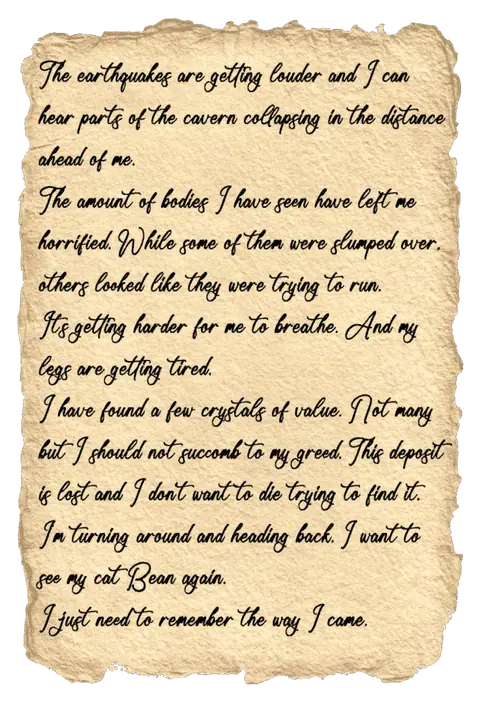 The earthquakes are getting louder and I can
hear parts of the cavern collapsing in the distance
ahead of me.
The amount of bodies I have seen have left me
horrified. While some of them were slumped over,
others looked like they were trying to run.
It's getting harder for me to breathe. And my
legs are getting tired.
I have found a few crystals of value. Not many
but I should not succomb to my greed. This deposit
is lost and I don't want to die trying to find it.
I'm turning around and heading back. I want to
see my cat Bean again.
I just need to remember the way I came.